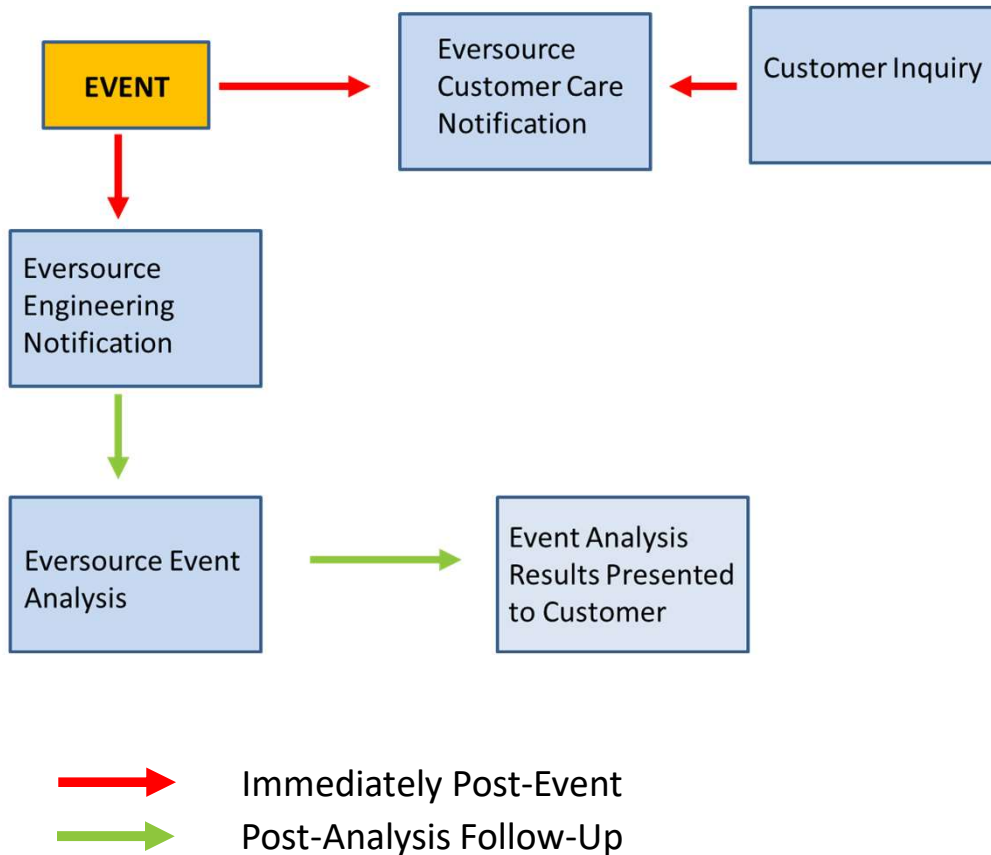 EVENT
Eversource
Customer Care
Notification
Customer Inquiry
Eversource
Engineering
Notification
Eversource Event
Analysis
Event Analysis
Results Presented
to Customer
Immediately Post-Event
Post-Analysis Follow-Up